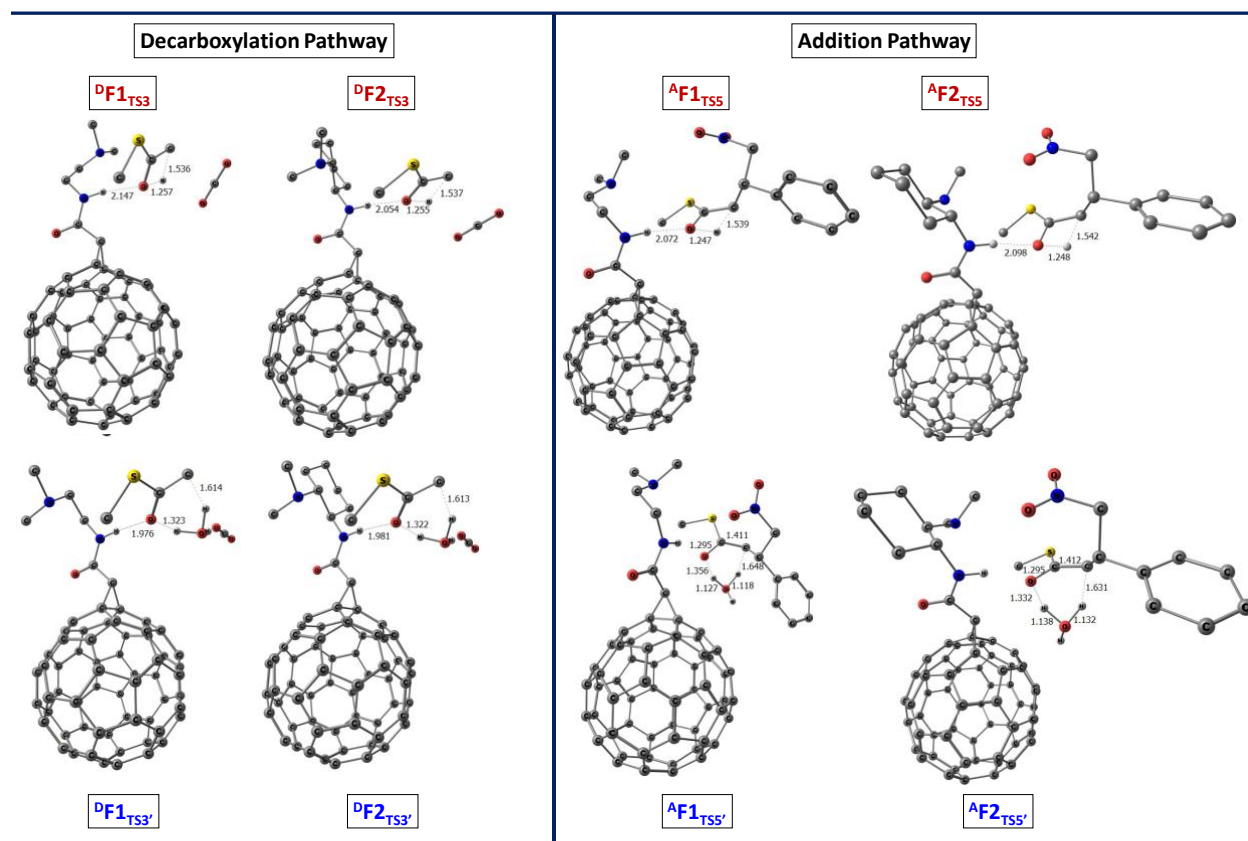 Decarboxylation Pathway
Addition Pathway
DF1TS3
DF2TS3
AF1TS5
AF2TS5
S
1.536
2.147
1.257
1.537
2.054
1.255
1.539
2.072
1.247
1.542
2.098
1.248
S
1.614
1.323
1.976
S
1.613
1.322
1.981
1.411
1.295
1.356
1.648
1.127
1.118
1.412
1.295
1.332
1.631
1.138
1.132
DF1TS3'
DF2TS3'
AF1TS5'
AF2TS5'